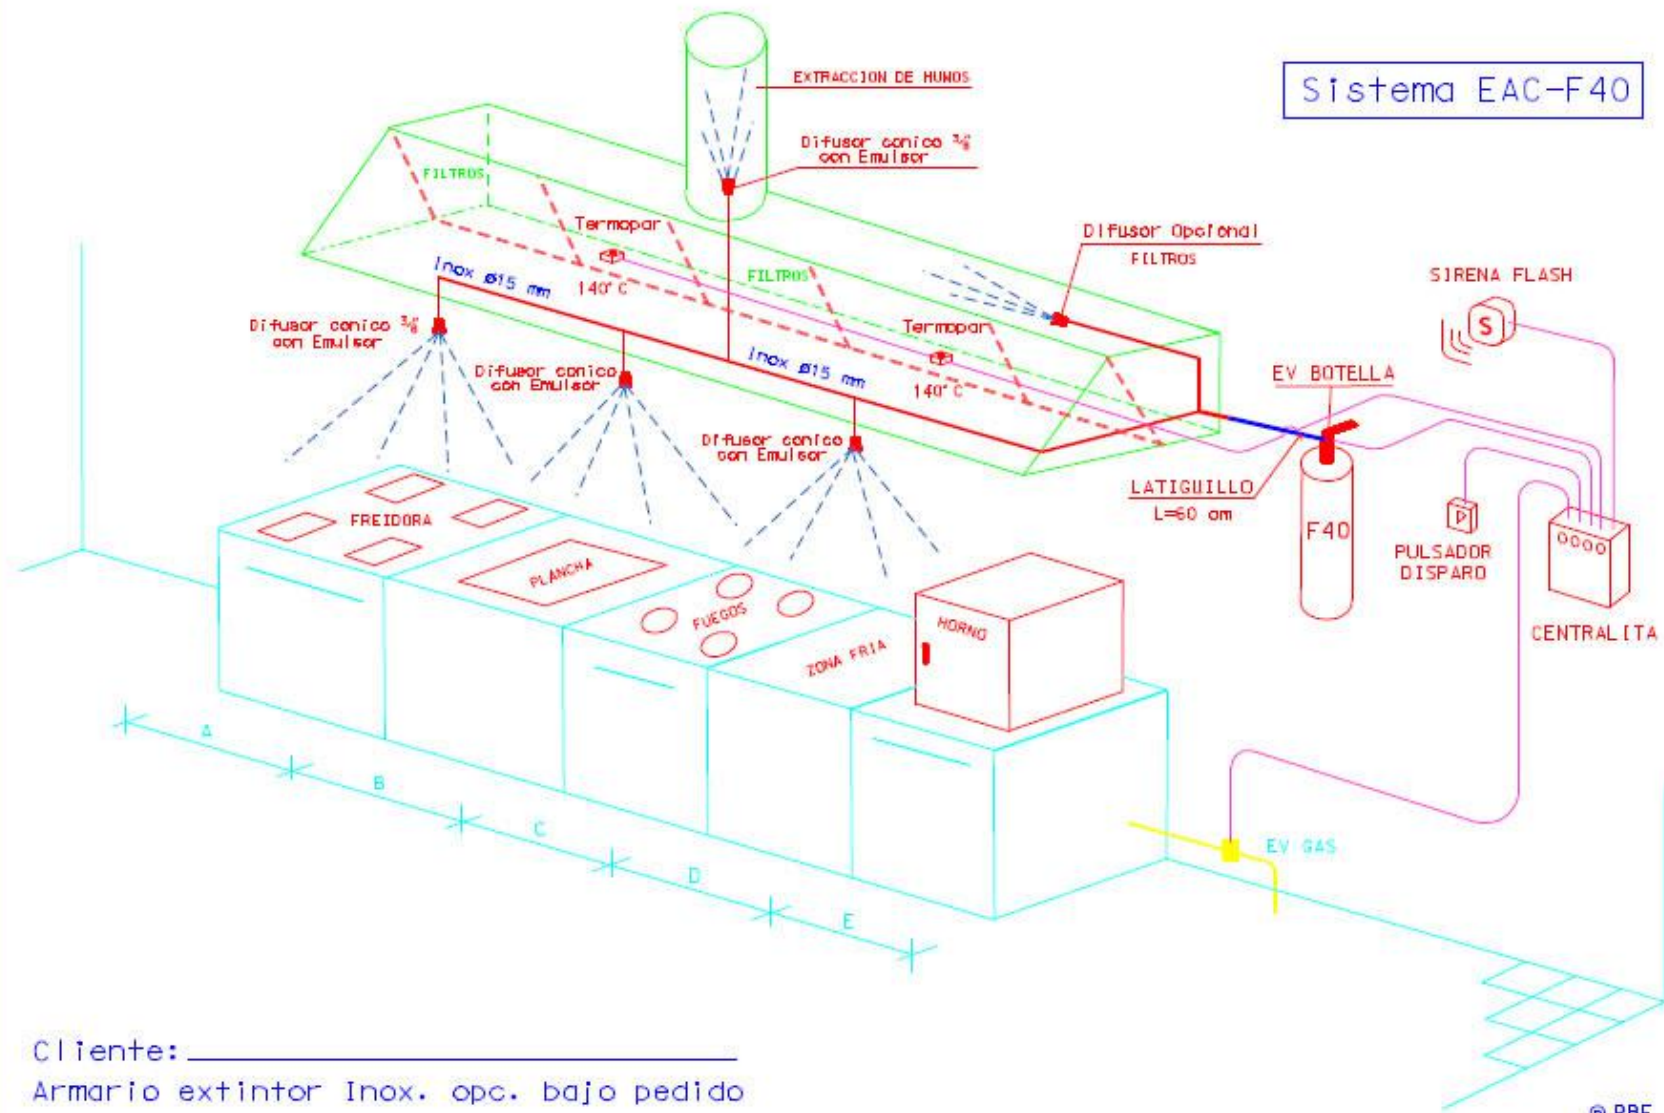 Sistema EAC-F40
EXTRACCION DE HUMOS
Difusor conico 3/8"
con Emulsor
FILTROS
Termopar
140°C
Inox ø15 mm
Difusor conico 3/8"
con Emulsor
Difusor conico
con Emulsor
FILTROS
Difusor Opcional
FILTROS
Termopar
140°C
Inox ø15 mm
Difusor conico
con Emulsor
SIRENA FLASH
S
EV BOTELLA
LATIGUILLO
L=60 cm
F40
P
PULSADOR
DISPARO
CENTRALITA
FREIDORA
PLANCHA
FUEGOS
ZONA FRIA
HORNO
A
B
C
D
E
EV GAS
Cliente:
Armario extintor Inox. opc. bajo pedido